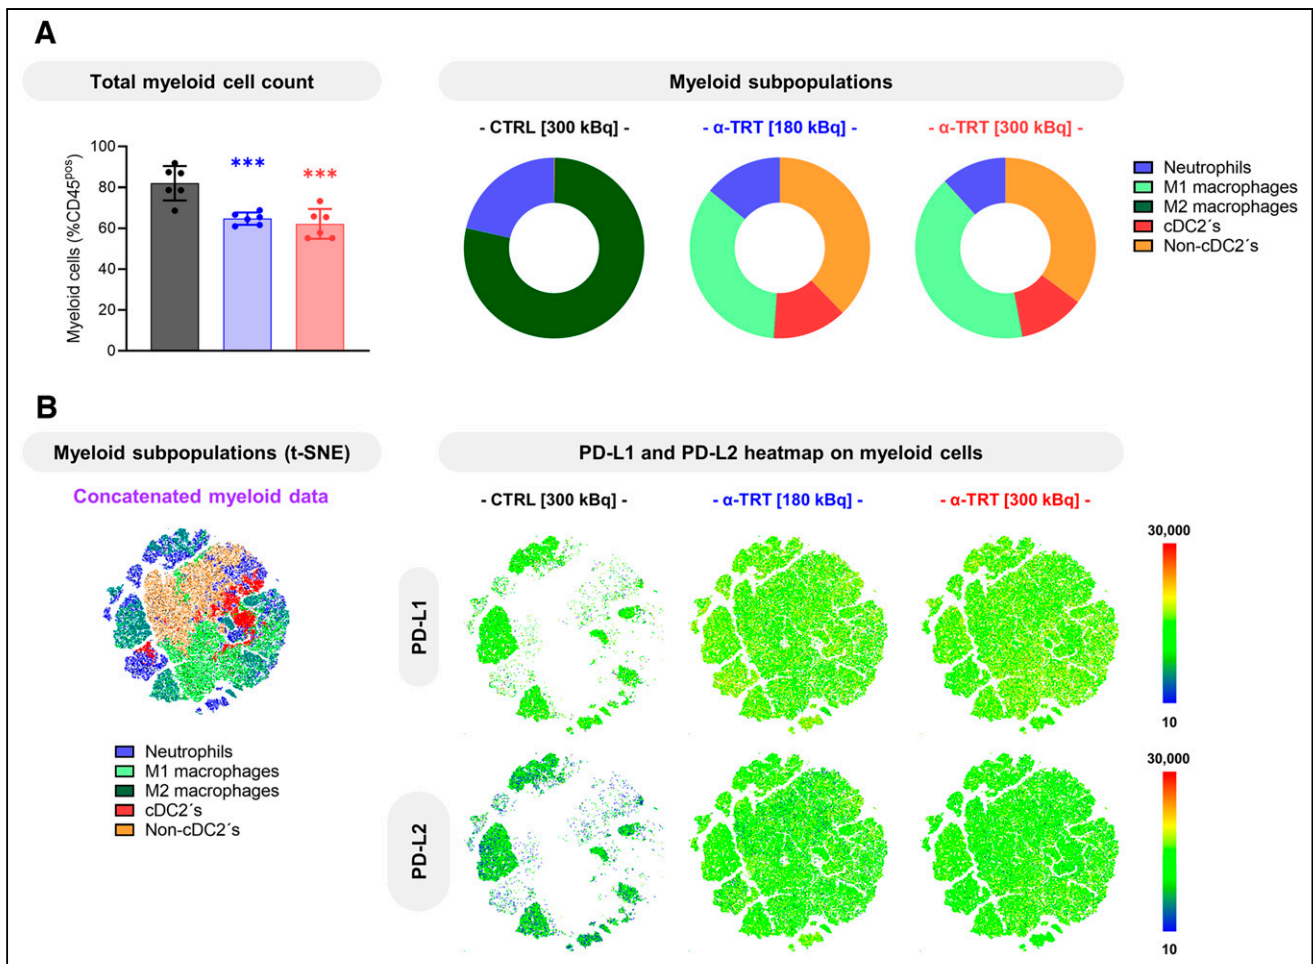 A
Total myeloid cell count
Myeloid subpopulations
- CTRL [300 kBq] -
- α-TRT [180 kBq] -
- α-TRT [300 kBq] -
Myeloid cells (%CD45pos)
100
80
60
40
20
0
***
***
Neutrophils
M1 macrophages
M2 macrophages
cDC2´s
Non-cDC2´s
B
Myeloid subpopulations (t-SNE)
PD-L1 and PD-L2 heatmap on myeloid cells
Concatenated myeloid data
- CTRL [300 kBq] -
- α-TRT [180 kBq] -
- α-TRT [300 kBq] -
Neutrophils
M1 macrophages
M2 macrophages
cDC2´s
Non-cDC2´s
PD-L1
30,000
10
PD-L2
30,000
10